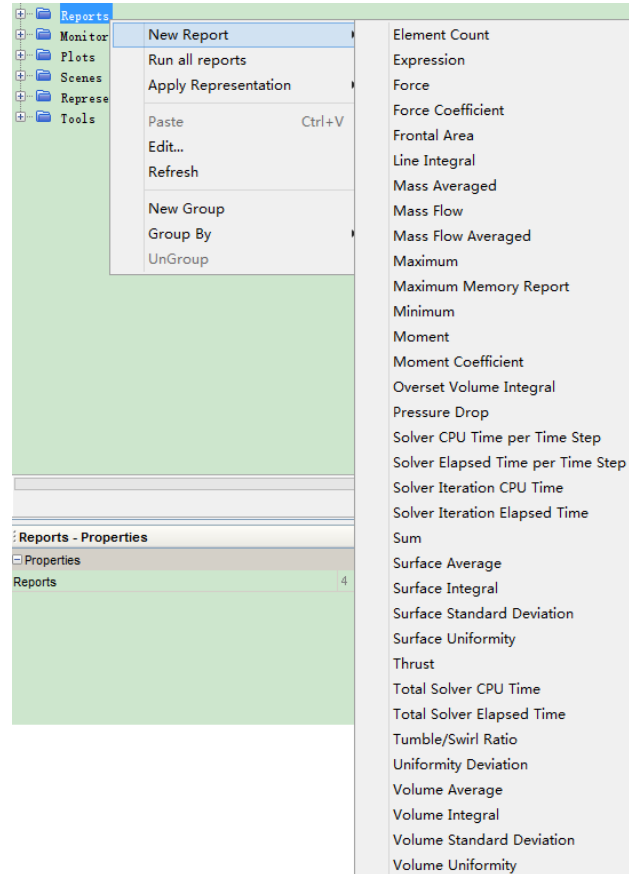 Reports
Monitor
Plots
Scenes
Represe
Tools
New Report
Run all reports
Apply Representation
Paste Ctrl+V
Edit...
Refresh
New Group
Group By
UnGroup
Element Count
Expression
Force
Force Coefficient
Frontal Area
Line Integral
Mass Averaged
Mass Flow
Mass Flow Averaged
Maximum
Maximum Memory Report
Minimum
Moment
Moment Coefficient
Overset Volume Integral
Pressure Drop
Solver CPU Time per Time Step
Solver Elapsed Time per Time Step
Solver Iteration CPU Time
Solver Iteration Elapsed Time
Sum
Surface Average
Surface Integral
Surface Standard Deviation
Surface Uniformity
Thrust
Total Solver CPU Time
Total Solver Elapsed Time
Tumble/Swirl Ratio
Uniformity Deviation
Volume Average
Volume Integral
Volume Standard Deviation
Volume Uniformity
Reports - Properties
Properties
Reports 4